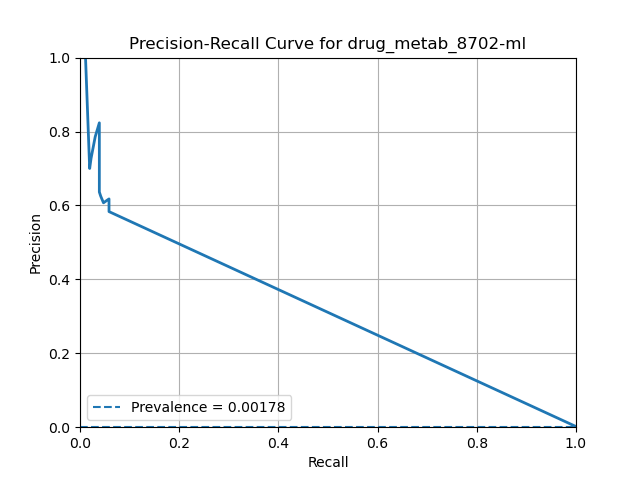 Precision-Recall Curve for drug_metab_8702-ml
1.0
0.8
0.6
0.4
0.2
0.0
Precision
Prevalence = 0.00178
0.0 0.2 0.4 0.6 0.8 1.0
Recall